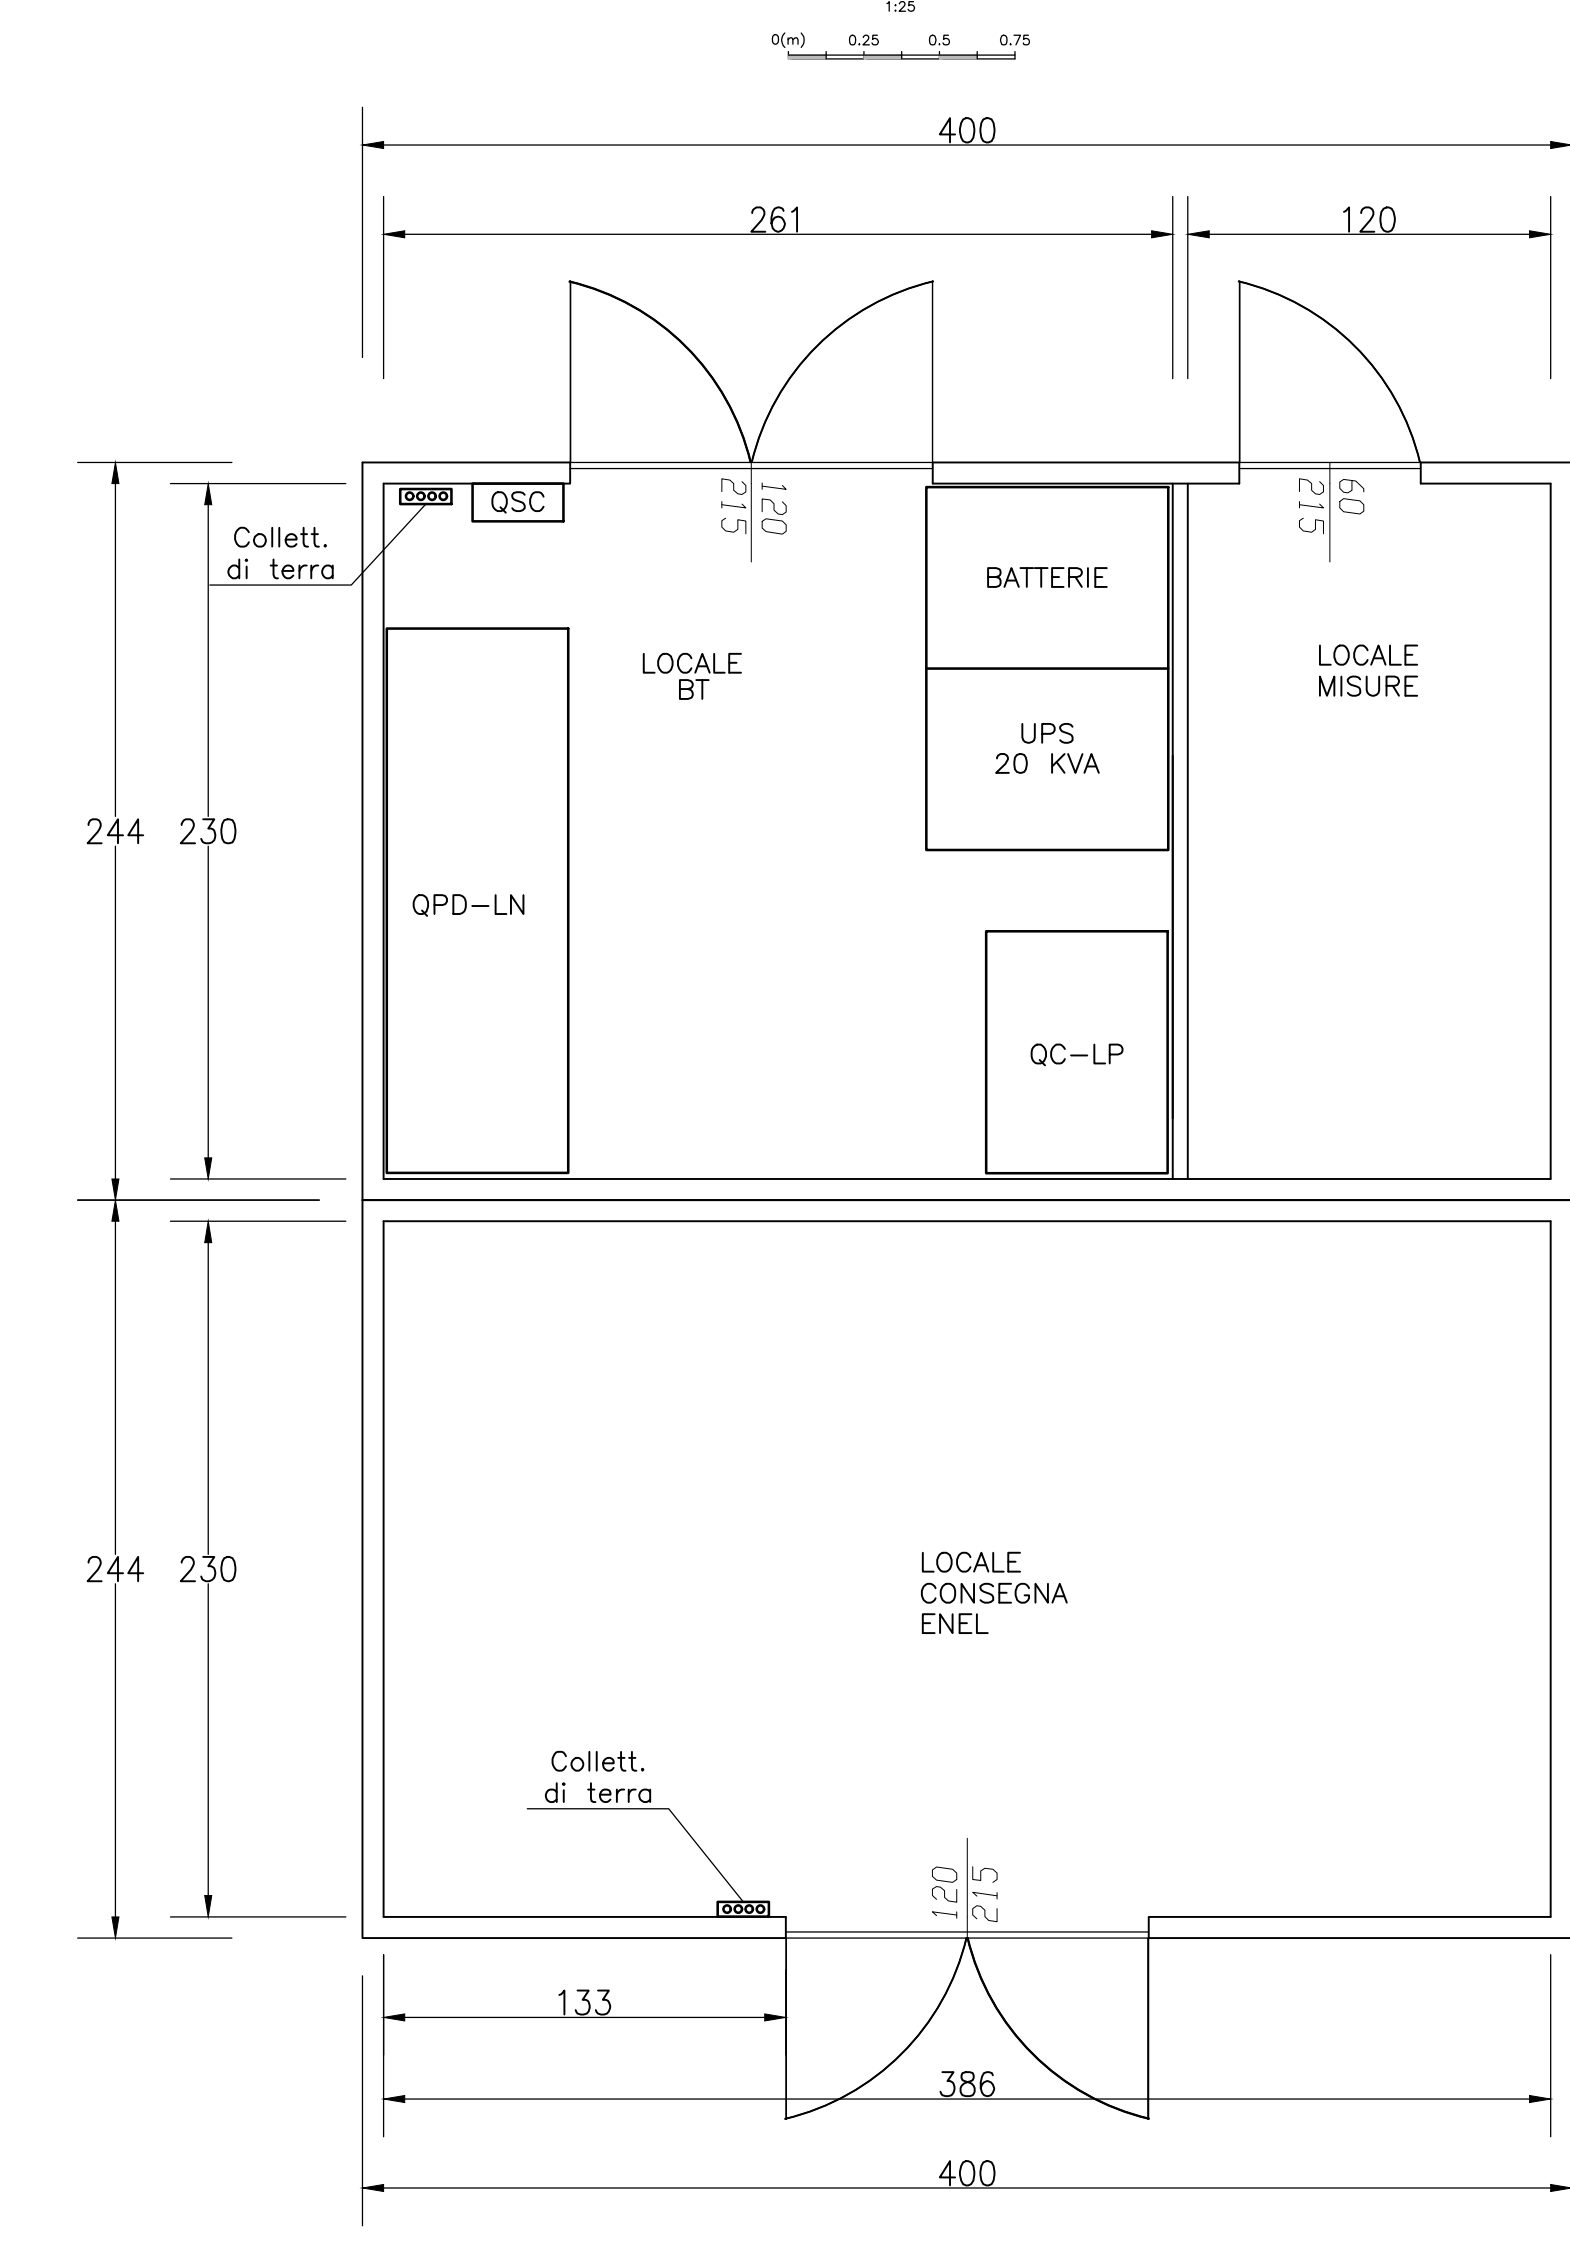 1:25
0(m) 0.25 0.5 0.75
400
261 120
QSC
120
215
60
215
Collett.
di terra
BATTERIE
LOCALE
BT
LOCALE
MISURE
UPS
20 KVA
244 230
QPD-LN
QC-LP
244 230
LOCALE
CONSEGNA
ENEL
Collett.
di terra
120
215
133
386
400